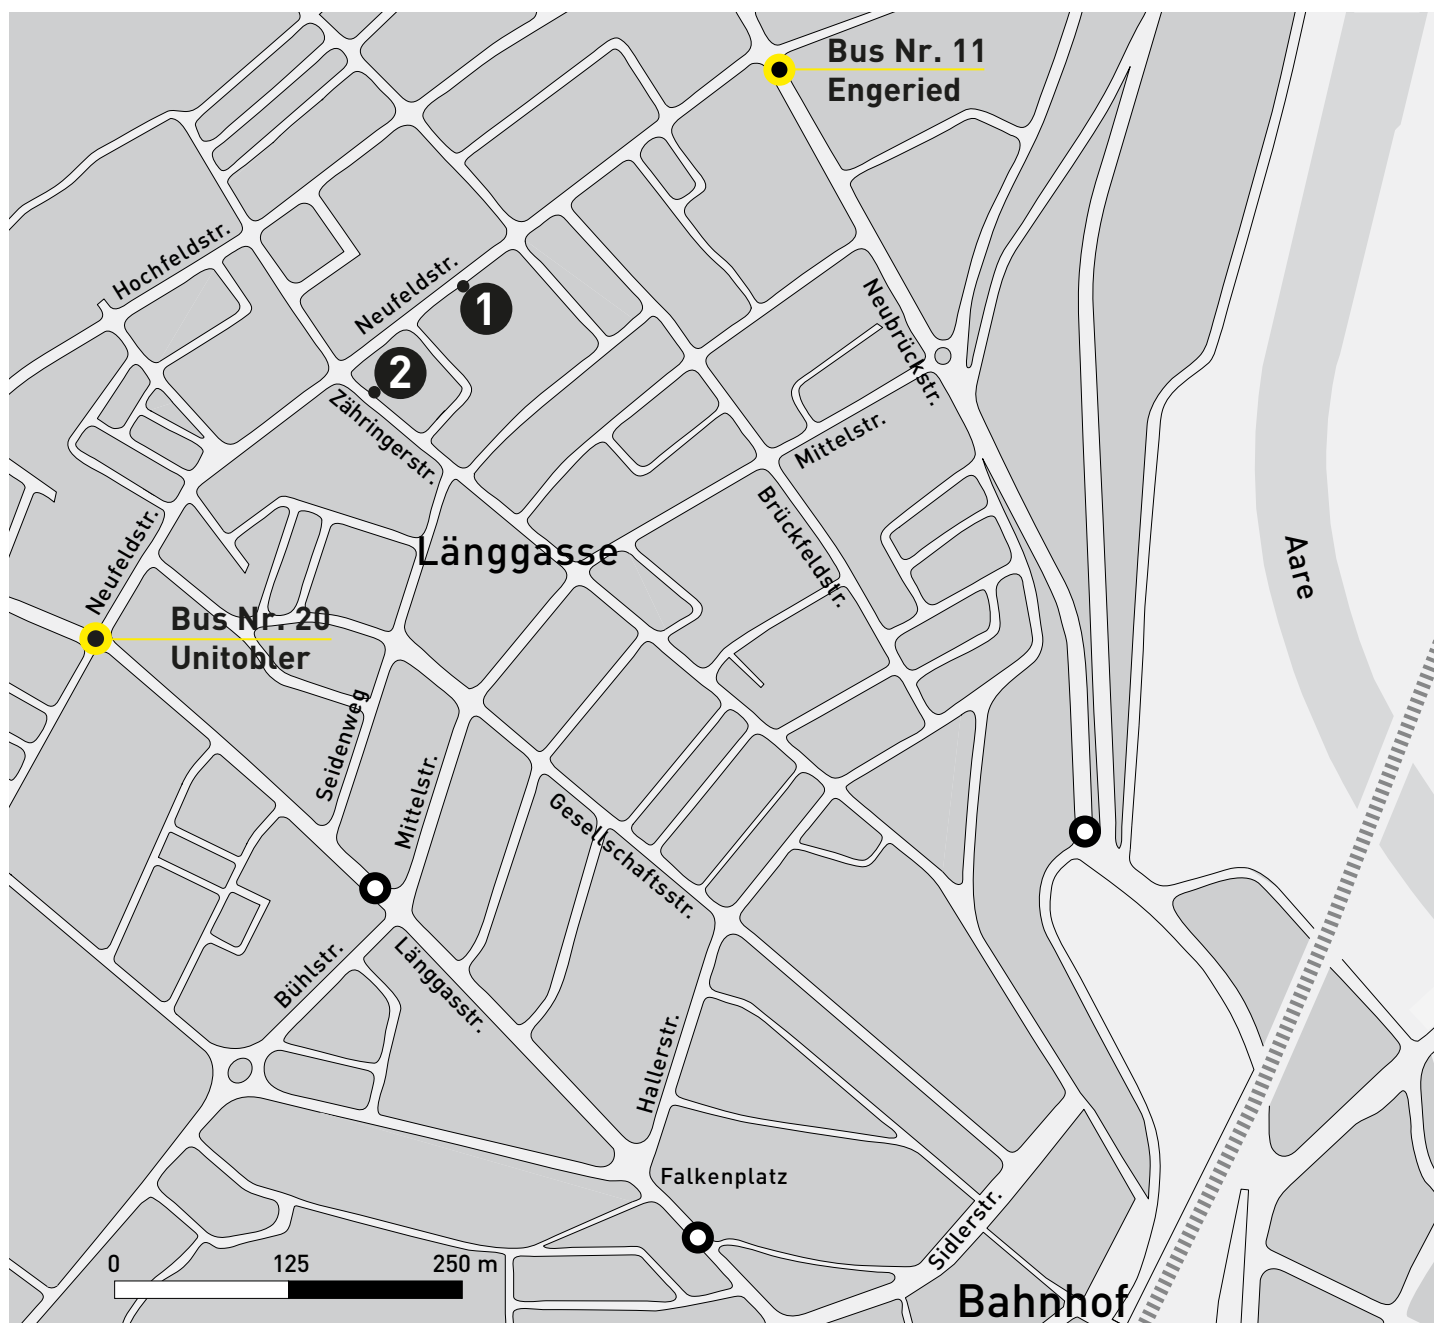 Bus Nr. 11
Engeried
Hochfeldstr.
Neufeldstr.
1
Neubrückstr.
2
Zähringerstr.
Mittelstr.
Neufeldstr.
Brückfeldstr.
Länggasse
Aare
Bus Nr. 20
Unitobler
Seidenweg
Mittelstr.
Gesellschaftsstr.
Bühlstr.
Länggasstr.
Hallerstr.
Falkenplatz
Sidlerstr.
0 125 250 m
Bahnhof